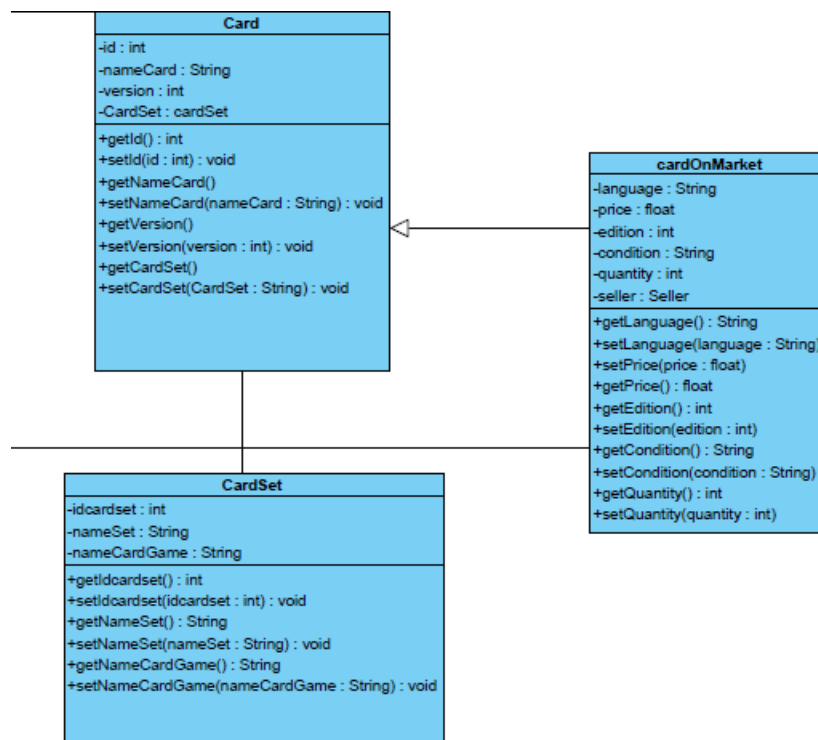 Card
-id : int
-nameCard : String
-version : int
-CardSet : cardSet
+getId() : int
+setId(id : int) : void
+getNameCard()
+setNameCard(nameCard : String) : void
+getVersion()
+setVersion(version : int) : void
+getCardSet()
+setCardSet(CardSet : String) : void
cardOnMarket
-language : String
-price : float
-edition : int
-condition : String
-quantity : int
-seller : Seller
+getLanguage() : String
+setLanguage(language : String)
+setPrice(price : float)
+getPrice() : float
+getEdition() : int
+setEdition(edition : int)
+getCondition() : String
+setCondition(condition : String)
+getQuantity() : int
+setQuantity(quantity : int)
CardSet
-idcardset : int
-nameSet : String
-nameCardGame : String
+getIdcardset() : int
+setIdcardset(idcardset : int) : void
+getNameSet() : String
+setNameSet(nameSet : String) : void
+getNameCardGame() : String
+setNameCardGame(nameCardGame : String) : void